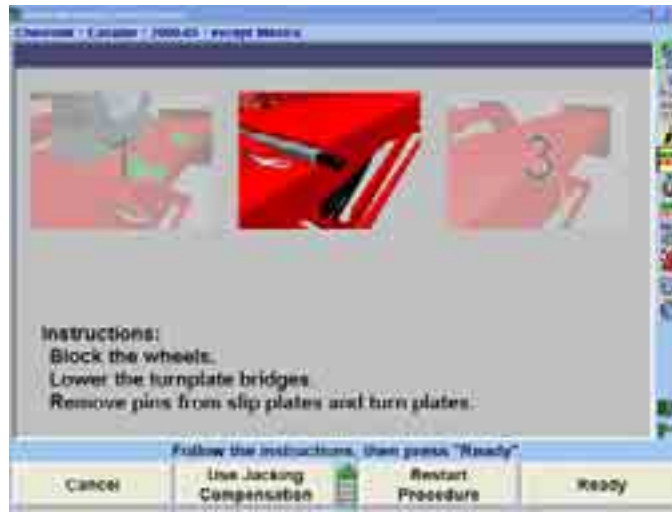 Chevrolet - Cavalier - 2000-05 - except Mexico
3
Instructions:
Block the wheels.
Lower the turnplate bridges.
Remove pins from slip plates and turn plates.
Follow the instructions, then press "Ready"
Cancel
Use Jacking
Compensation
Restart
Procedure
Ready